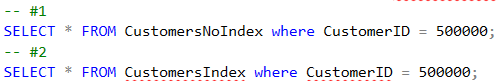 -- #1
SELECT * FROM CustomersNoIndex where CustomerID = 500000;
-- #2
SELECT * FROM CustomersIndex where CustomerID = 500000;